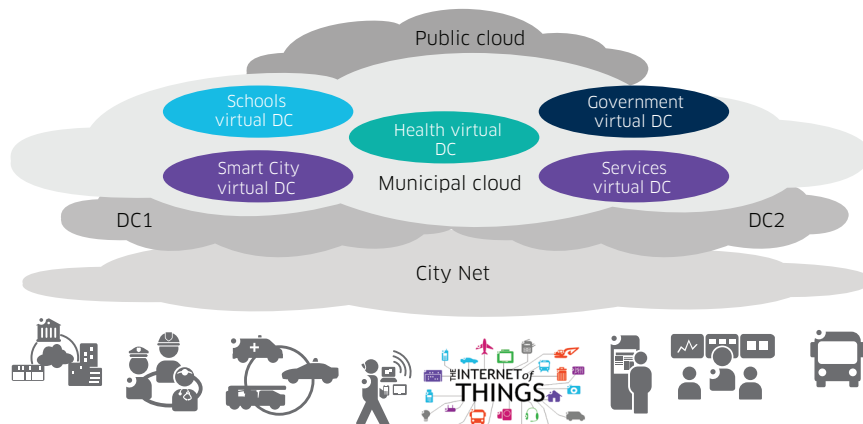 Public cloud
Schools
virtual DC
Government
virtual DC
Health virtual
DC
Smart City
virtual DC
Services
virtual DC
Municipal cloud
DC1
DC2
City Net
THE INTERNET of
THINGS